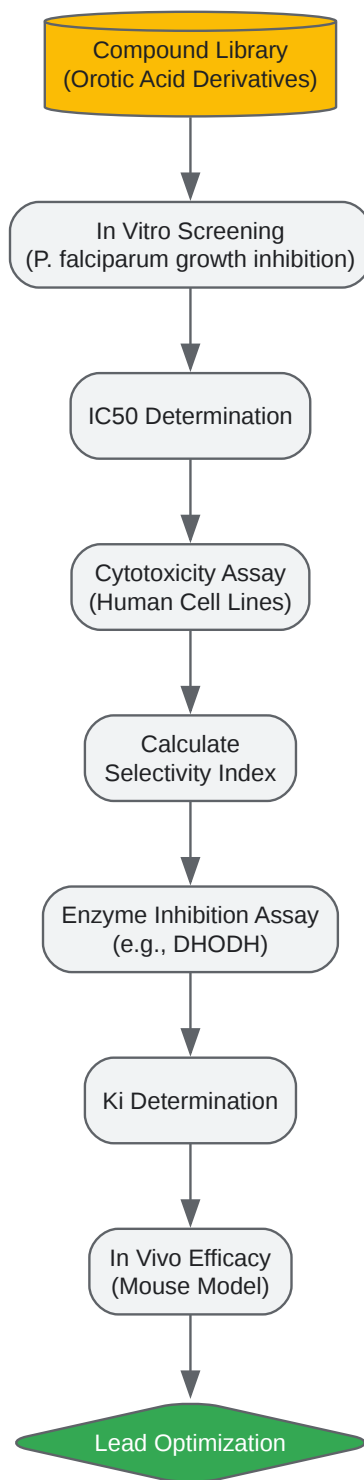 Compound Library
(Orotic Acid Derivatives)
In Vitro Screening
(P. falciparum growth inhibition)
IC50 Determination
Cytotoxicity Assay
(Human Cell Lines)
Calculate
Selectivity Index
Enzyme Inhibition Assay
(e.g., DHODH)
Ki Determination
In Vivo Efficacy
(Mouse Model)
Lead Optimization